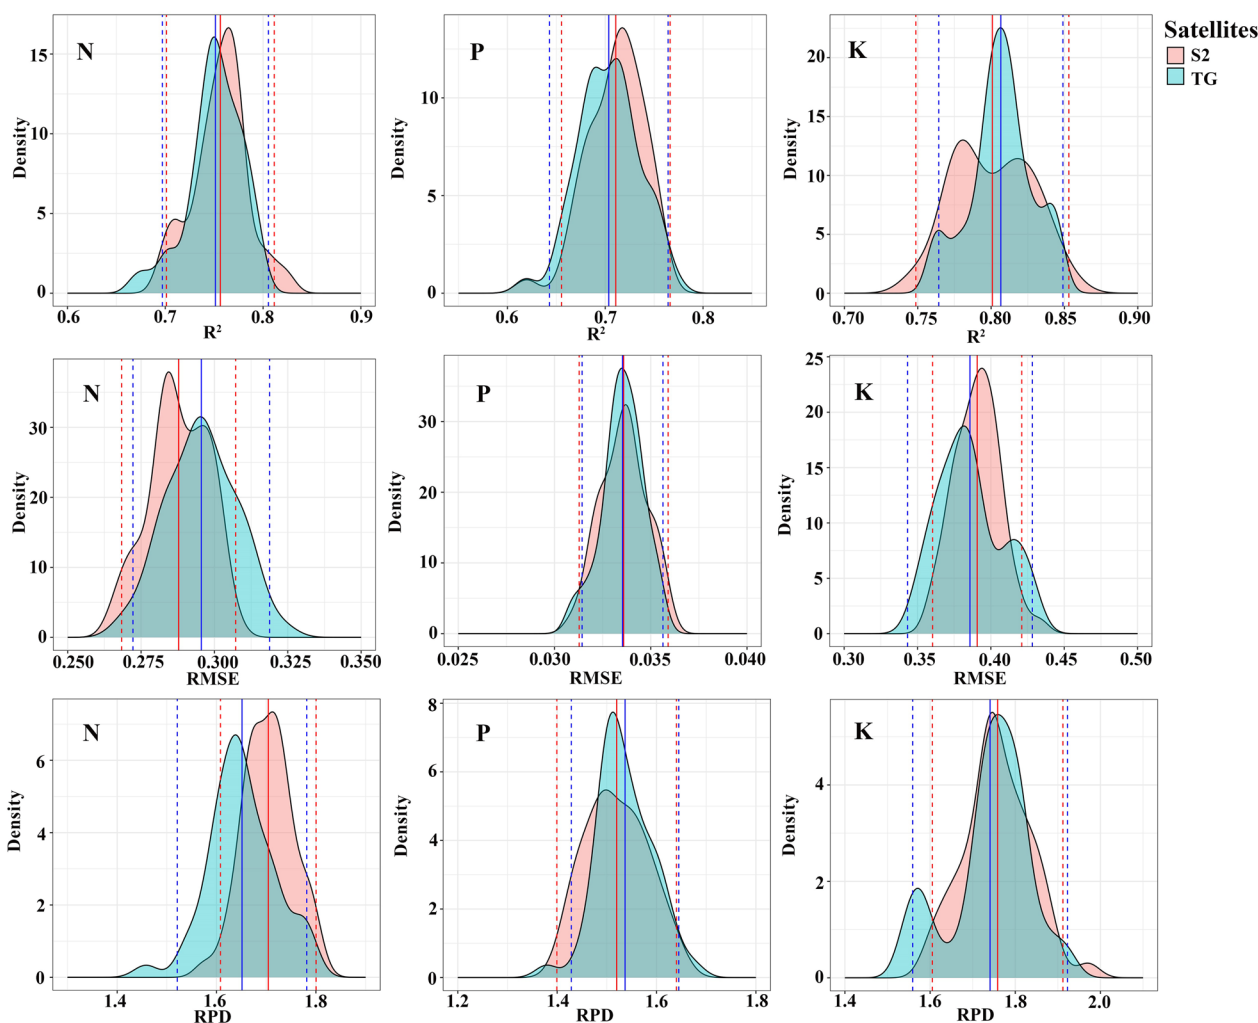 Satellites
S2
TG
N
Density
15
10
5
0
0.6 0.7 0.8 0.9
R²
P
Density
10
5
0
0.6 0.7 0.8
R²
K
Density
20
15
10
5
0
0.70 0.75 0.80 0.85 0.90
R²
N
Density
30
20
10
0
0.250 0.275 0.300 0.325 0.350
RMSE
P
Density
30
20
10
0
0.025 0.030 0.035 0.040
RMSE
K
Density
25
20
15
10
5
0
0.30 0.35 0.40 0.45 0.50
RMSE
N
Density
6
4
2
0
1.4 1.6 1.8
RPD
P
Density
8
6
4
2
0
1.2 1.4 1.6 1.8
RPD
K
Density
4
2
0
1.4 1.6 1.8 2.0
RPD